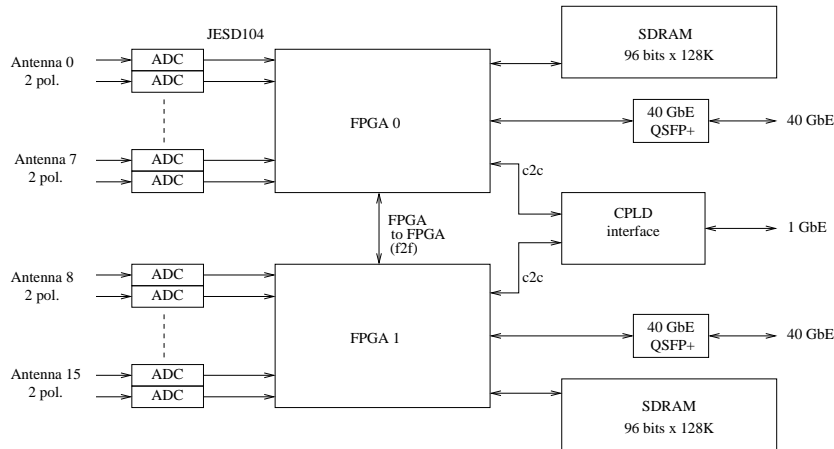 JESD104
SDRAM
96 bits x 128K
Antenna 0
2 pol.
ADC
ADC
FPGA 0
40 GbE
QSFP+
40 GbE
Antenna 7
2 pol.
ADC
ADC
c2c
CPLD
interface
1 GbE
FPGA
to FPGA
(f2f)
Antenna 8
2 pol.
ADC
ADC
c2c
FPGA 1
40 GbE
QSFP+
40 GbE
Antenna 15
2 pol.
ADC
ADC
SDRAM
96 bits x 128K